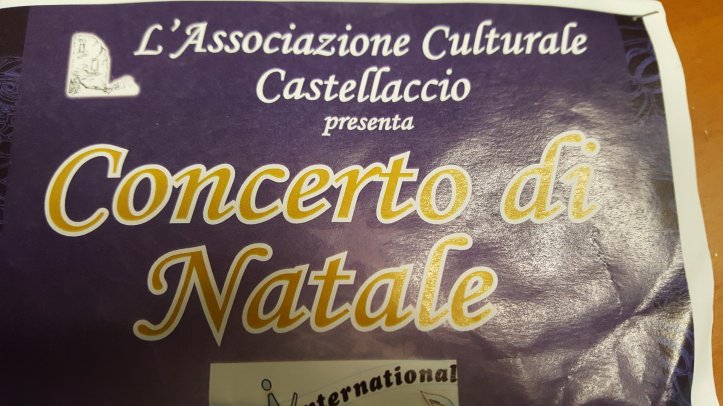 L'Associazione Culturale
Castellaccio
presenta
Concerto di
Natale
International